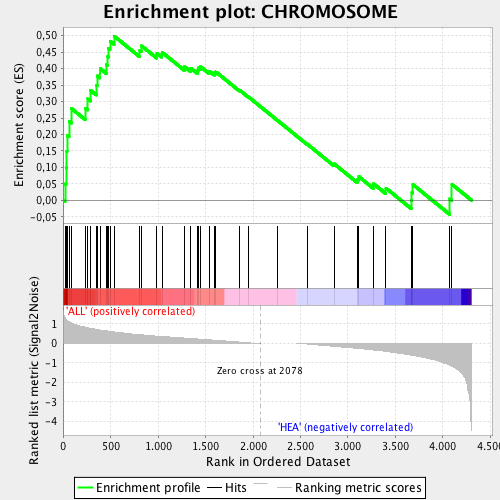 Enrichment plot: CHROMOSOME
Enrichment score (ES)
0,50
0,45
0,40
0,35
0,30
0,25
0,20
0,15
0,10
0,05
0,00
-0,05
'ALL' (positively correlated)
Ranked list metric (Signal2Noise)
1
0
-1
-2
-3
-4
Zero cross at 2078
'HEA' (negatively correlated)
0 500 1.000 1.500 2.000 2.500 3.000 3.500 4.000 4.500
Rank in Ordered Dataset
Enrichment profile Hits Ranking metric scores